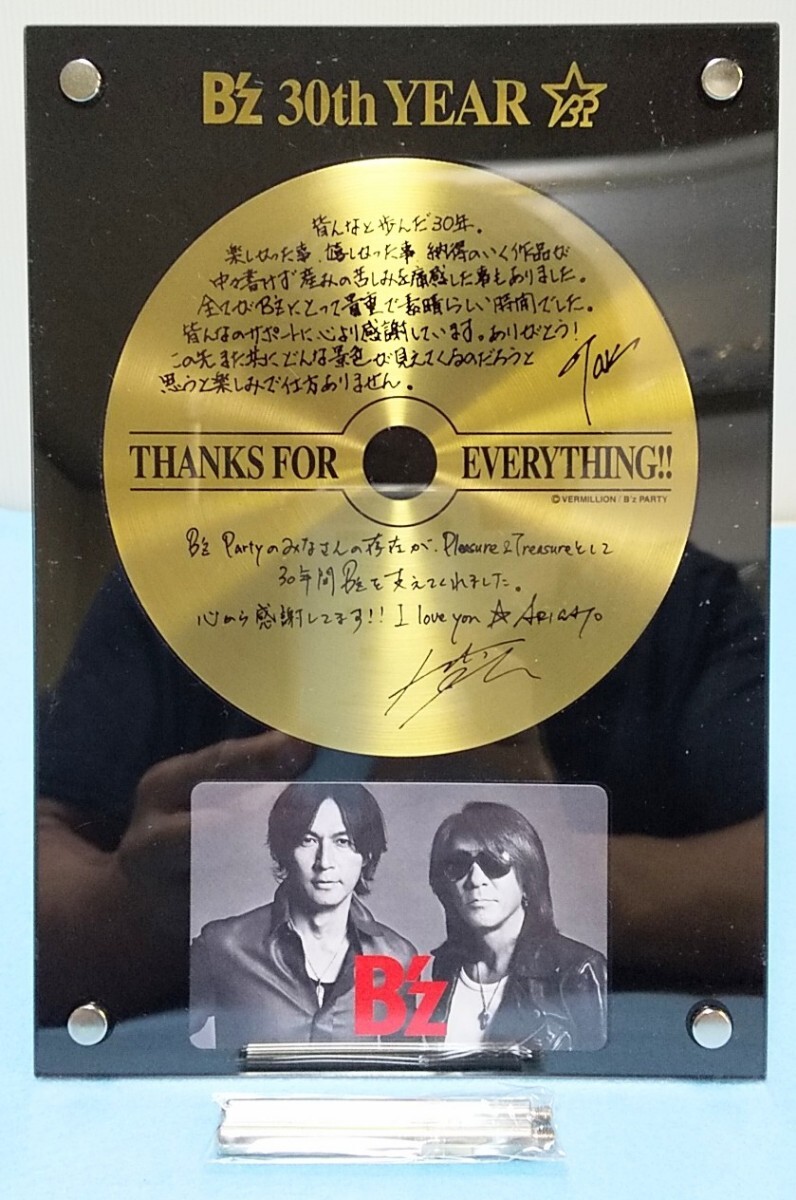 B'z 30th YEAR BP
皆んなと歩んだ30年。
楽しかった事、嬉しかった事 納得のいく作品が
中々書けず産みの苦しみを痛感した事もありました。
全てがB'zにとって貴重で素晴らしい時間でした。
皆んなのサポートに心より感謝しています。ありがとう!
この先また共にどんな景色が見えてくるのだろうと
思うと楽しみで仕方ありません。
Tak
THANKS FOR EVERYTHING!!
© VERMILLION / B'z PARTY
B'z Partyのみなさんの存在が、Pleasure & Treasureとして
30年間B'zを支えてくれました。
心から感謝してます!! I love you ☆ ARIGATO
B'z